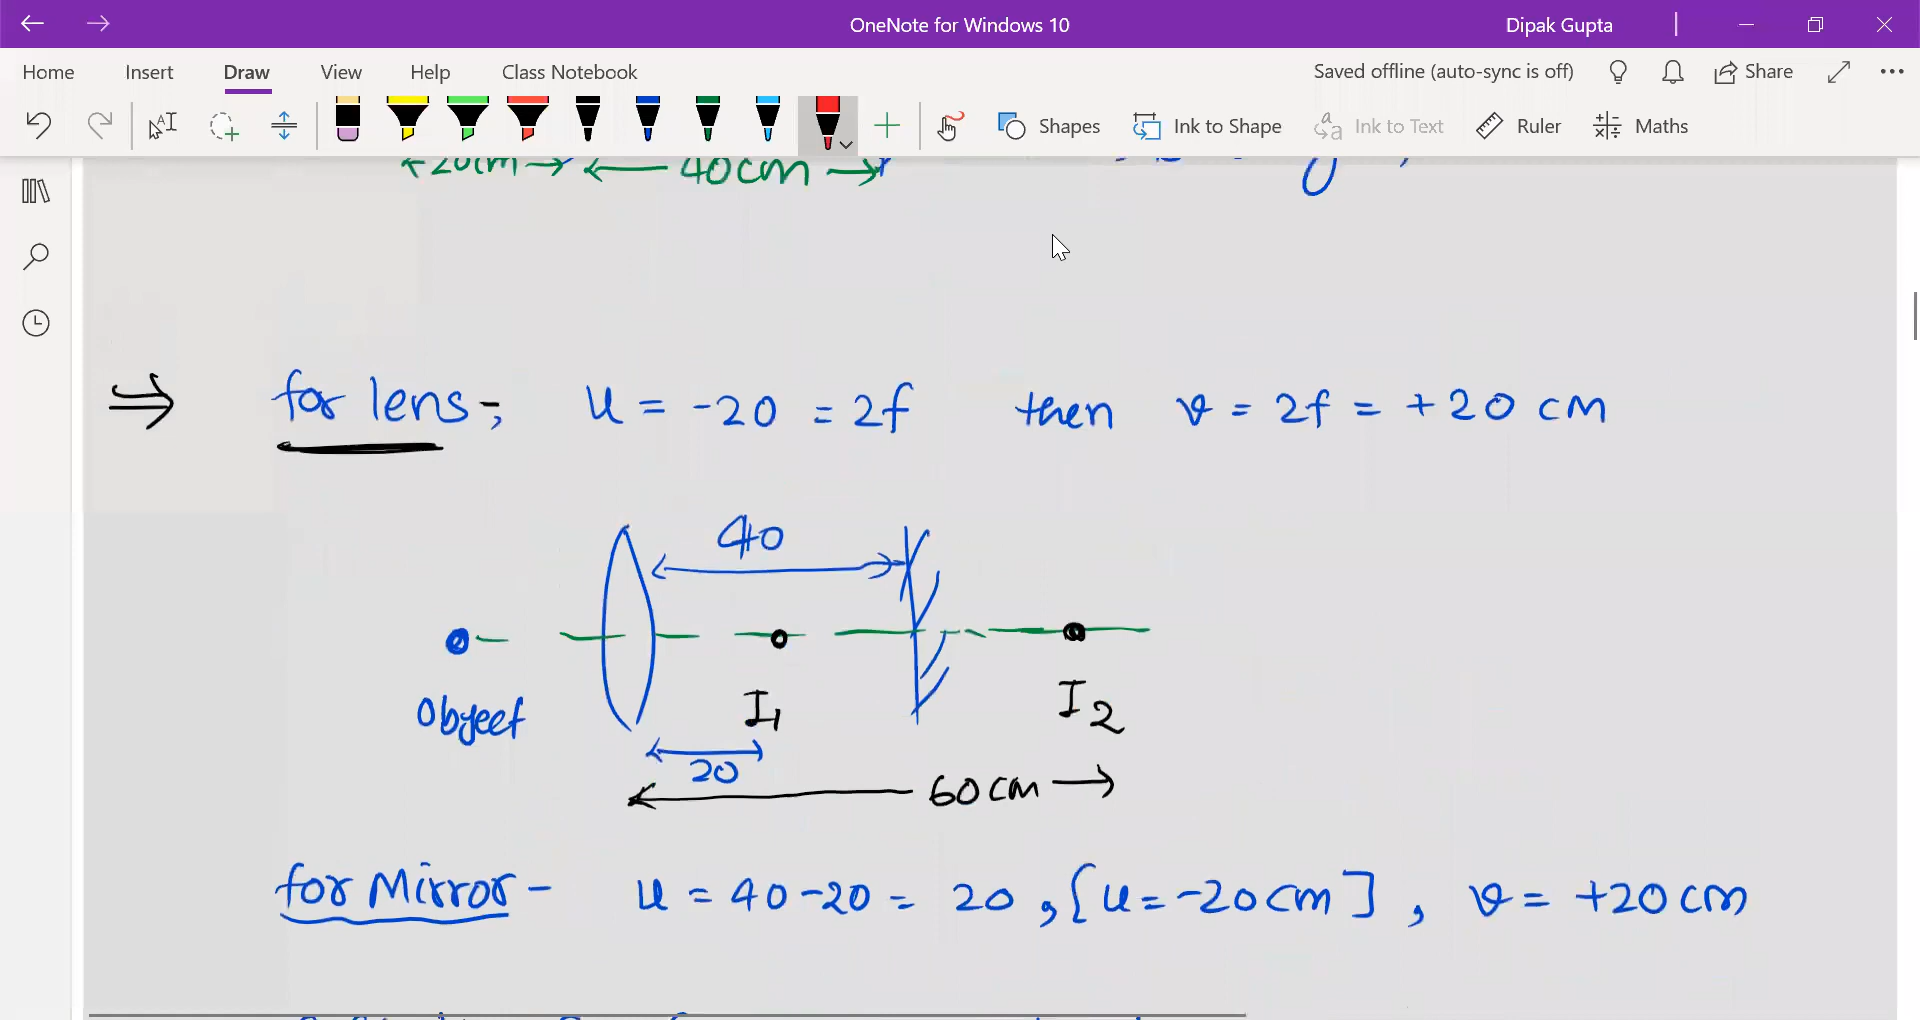 OneNote for Windows 10
Dipak Gupta
Home Insert Draw View Help Class Notebook
Saved offline (auto-sync is off) Share
Shapes Ink to Shape Ink to Text Ruler Maths
20cm 40cm
⇒ for lens -, u = -20 = 2f then v = 2f = +20 cm
40
Object I1 I2
20
60 cm
for Mirror - u = 40 - 20 = 20, [u = -20 cm], v = +20 cm